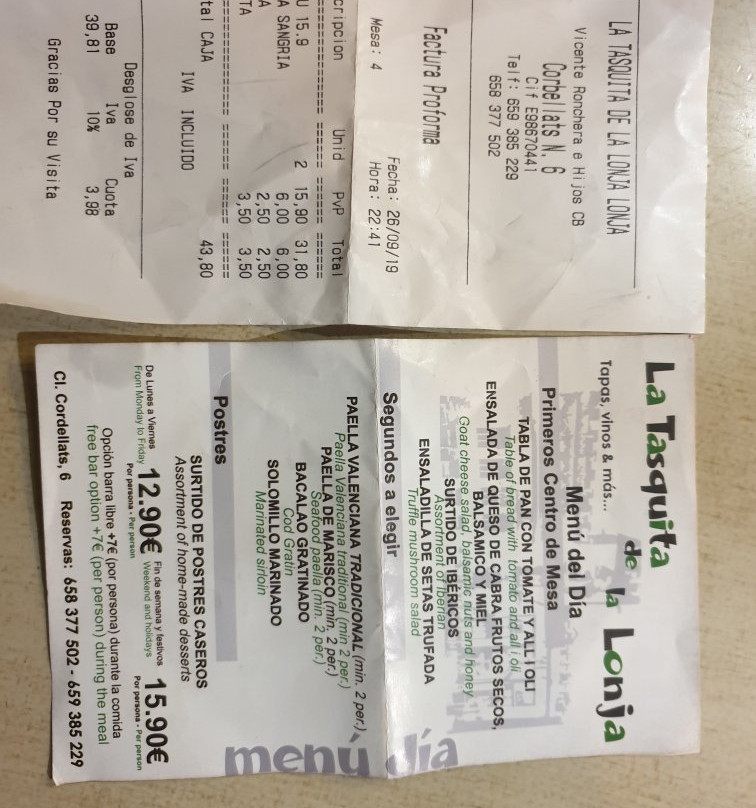 LA TASQUITA DE LA LONJA LONJA
Vicente Ronchera e Hijos CB
Corbellats N. 6
Cif E98670441
Telf: 659 385 229
658 377 502
Factura Proforma
Fecha: 26/09/19
Mesa: 4 Hora: 22:41
cripcion Unid PvP Total
U 15.9 2 15,90 31,80
A SANGRIA 6,00 6,00
A 2,50 2,50
TA 3,50 3,50
tal CAJA 43,80
IVA INCLUIDO
Desglose de Iva
Base Iva Cuota
39,81 10% 3,98
Gracias Por su Visita
La Tasquita de la Lonja
Tapas, vinos & más...
Menú del Día
Primeros Centro de Mesa
TABLA DE PAN CON TOMATE Y ALL I OLI
Table of bread with tomato and all i oli
ENSALADA DE QUESO DE CABRA FRUTOS SECOS,
BALSAMICO Y MIEL
Goat cheese salad, balsamic nuts and honey
SURTIDO DE IBÉRICOS
Assortment of Iberian
ENSALADILLA DE SETAS TRUFADA
Truffle mushroom salad
Segundos a elegir
PAELLA VALENCIANA TRADICIONAL (min. 2 per.)
Paella Valenciana traditional (min 2 per.)
PAELLA DE MARISCO (min. 2 per.)
Seafood paella (min. 2 per.)
BACALAO GRATINADO
Cod Gratin
SOLOMILLO MARINADO
Marinated sirloin
Postres
SURTIDO DE POSTRES CASEROS
Assortment of home-made desserts
De Lunes a Viernes
From Monday to Friday
12.90€
Por persona - Per person
Fin de semana y festivos
Weekend and holidays
15.90€
Por persona - Per person
Opción barra libre +7€ (por persona) durante la comida
free bar option +7€ (per person) during the meal
Cl. Cordellats, 6 Reservas: 658 377 502 - 659 385 229
menú día